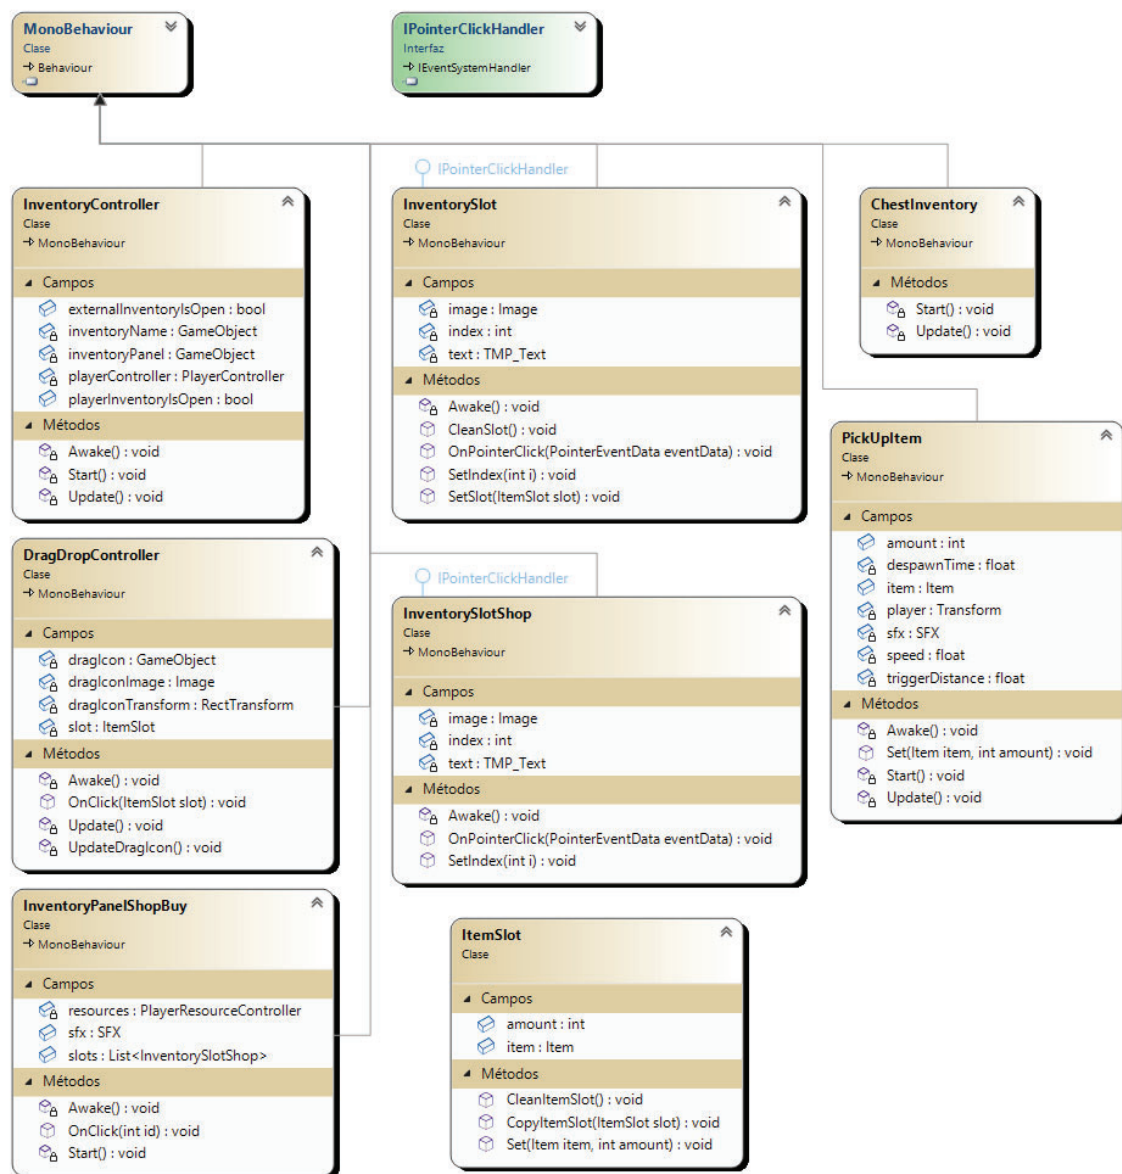 MonoBehaviour
Clase
Behaviour
IPointerClickHandler
Interfaz
IEventSystemHandler
InventoryController
Clase
MonoBehaviour
Campos
externalInventoryIsOpen : bool
inventoryName : GameObject
inventoryPanel : GameObject
playerController : PlayerController
playerInventoryIsOpen : bool
Métodos
Awake() : void
Start() : void
Update() : void
IPointerClickHandler
InventorySlot
Clase
MonoBehaviour
Campos
image : Image
index : int
text : TMP_Text
Métodos
Awake() : void
CleanSlot() : void
OnPointerClick(PointerEventData eventData) : void
SetIndex(int i) : void
SetSlot(ItemSlot slot) : void
ChestInventory
Clase
MonoBehaviour
Métodos
Start() : void
Update() : void
PickUpItem
Clase
MonoBehaviour
Campos
amount : int
despawnTime : float
item : Item
player : Transform
sfx : SFX
speed : float
triggerDistance : float
Métodos
Awake() : void
Set(Item item, int amount) : void
Start() : void
Update() : void
DragDropController
Clase
MonoBehaviour
Campos
dragIcon : GameObject
dragIconImage : Image
dragIconTransform : RectTransform
slot : ItemSlot
Métodos
Awake() : void
OnClick(ItemSlot slot) : void
Update() : void
UpdateDragIcon() : void
IPointerClickHandler
InventorySlotShop
Clase
MonoBehaviour
Campos
image : Image
index : int
text : TMP_Text
Métodos
Awake() : void
OnPointerClick(PointerEventData eventData) : void
SetIndex(int i) : void
InventoryPanelShopBuy
Clase
MonoBehaviour
Campos
resources : PlayerResourceController
sfx : SFX
slots : List<InventorySlotShop>
Métodos
Awake() : void
OnClick(int id) : void
Start() : void
ItemSlot
Clase
Campos
amount : int
item : Item
Métodos
CleanItemSlot() : void
CopyItemSlot(ItemSlot slot) : void
Set(Item item, int amount) : void